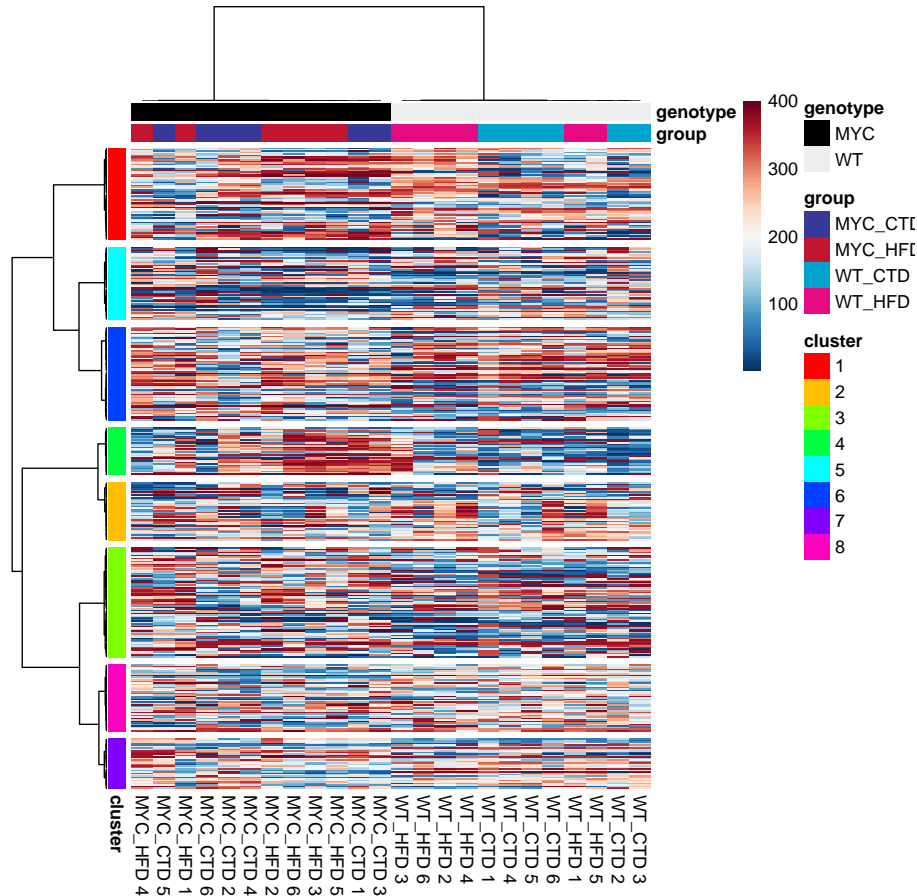 genotype
group
400
300
200
100
genotype
MYC
WT
group
MYC_CTD
MYC_HFD
WT_CTD
WT_HFD
cluster
1
2
3
4
5
6
7
8
cluster
MYC_HFD 4
MYC_CTD 5
MYC_HFD 1
MYC_CTD 6
MYC_CTD 2
MYC_CTD 4
MYC_HFD 2
MYC_HFD 6
MYC_HFD 3
MYC_HFD 5
MYC_CTD 1
MYC_CTD 3
WT_HFD 3
WT_HFD 6
WT_HFD 2
WT_HFD 4
WT_CTD 1
WT_CTD 4
WT_CTD 5
WT_CTD 6
WT_HFD 1
WT_HFD 5
WT_CTD 2
WT_CTD 3